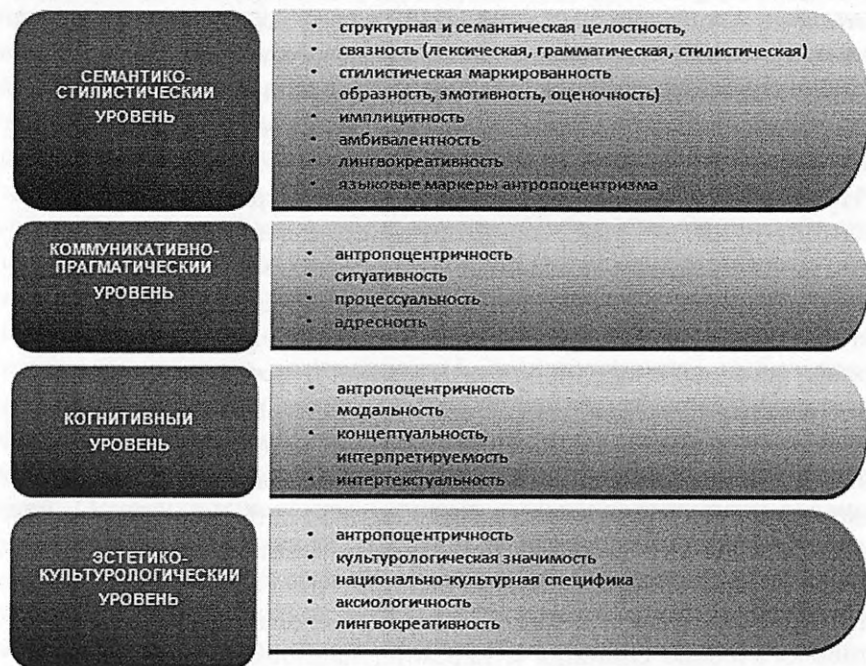 СЕМАНТИКО-
СТИЛИСТИЧЕСКИЙ
УРОВЕНЬ
• структурная и семантическая целостность,
• связность (лексическая, грамматическая, стилистическая)
• стилистическая маркированность
образность, эмотивность, оценочность)
• имплицитность
• амбивалентность
• лингвокреативность
• языковые маркеры антропоцентризма
КОММУНИКАТИВНО-
ПРАГМАТИЧЕСКИЙ
УРОВЕНЬ
• антропоцентричность
• ситуативность
• процессуальность
• адресность
КОГНИТИВНЫЙ
УРОВЕНЬ
• антропоцентричность
• модальность
• концептуальность,
интерпретируемость
• интертекстуальность
ЭСТЕТИКО-
КУЛЬТУРОЛОГИЧЕСКИЙ
УРОВЕНЬ
• антропоцентричность
• культурологическая значимость
• национально-культурная специфика
• аксиологичность
• лингвокреативность